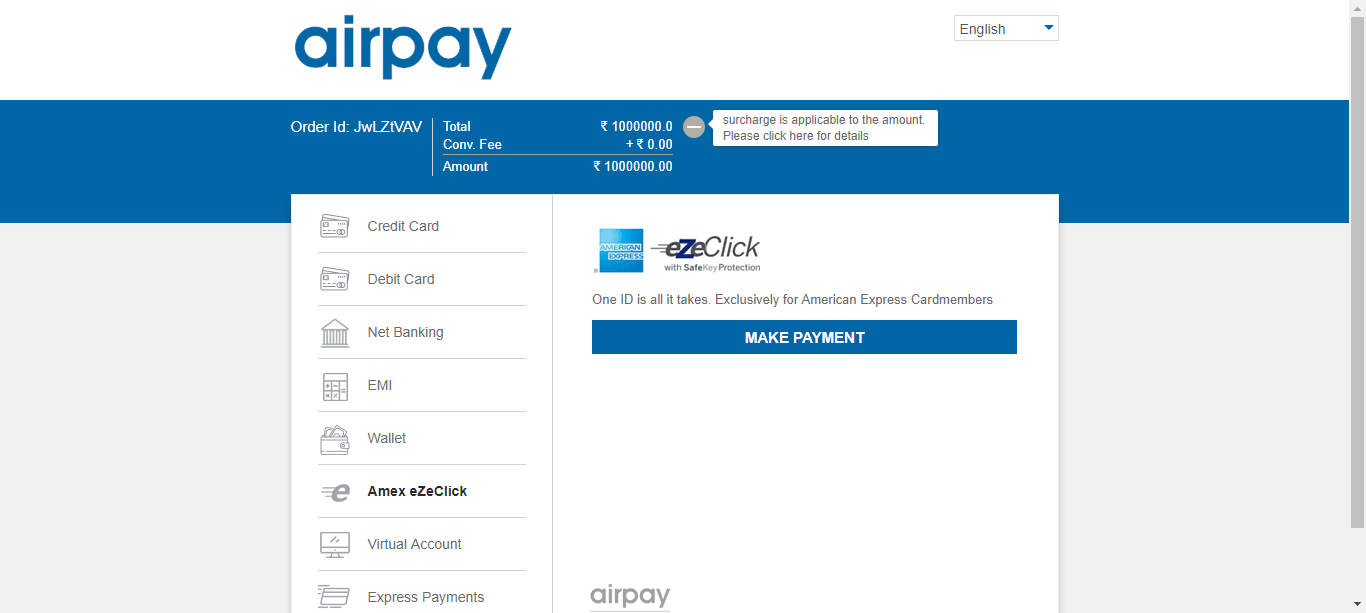 airpay
English
Order Id: JwLZtVAV
Total ₹ 1000000.0
Conv. Fee + ₹ 0.00
Amount ₹ 1000000.00
surcharge is applicable to the amount.
Please click here for details
Credit Card
Debit Card
Net Banking
EMI
Wallet
Amex eZeClick
Virtual Account
Express Payments
AMERICAN
EXPRESS
eZeClick
with SafeKey Protection
One ID is all it takes. Exclusively for American Express Cardmembers
MAKE PAYMENT
airpay